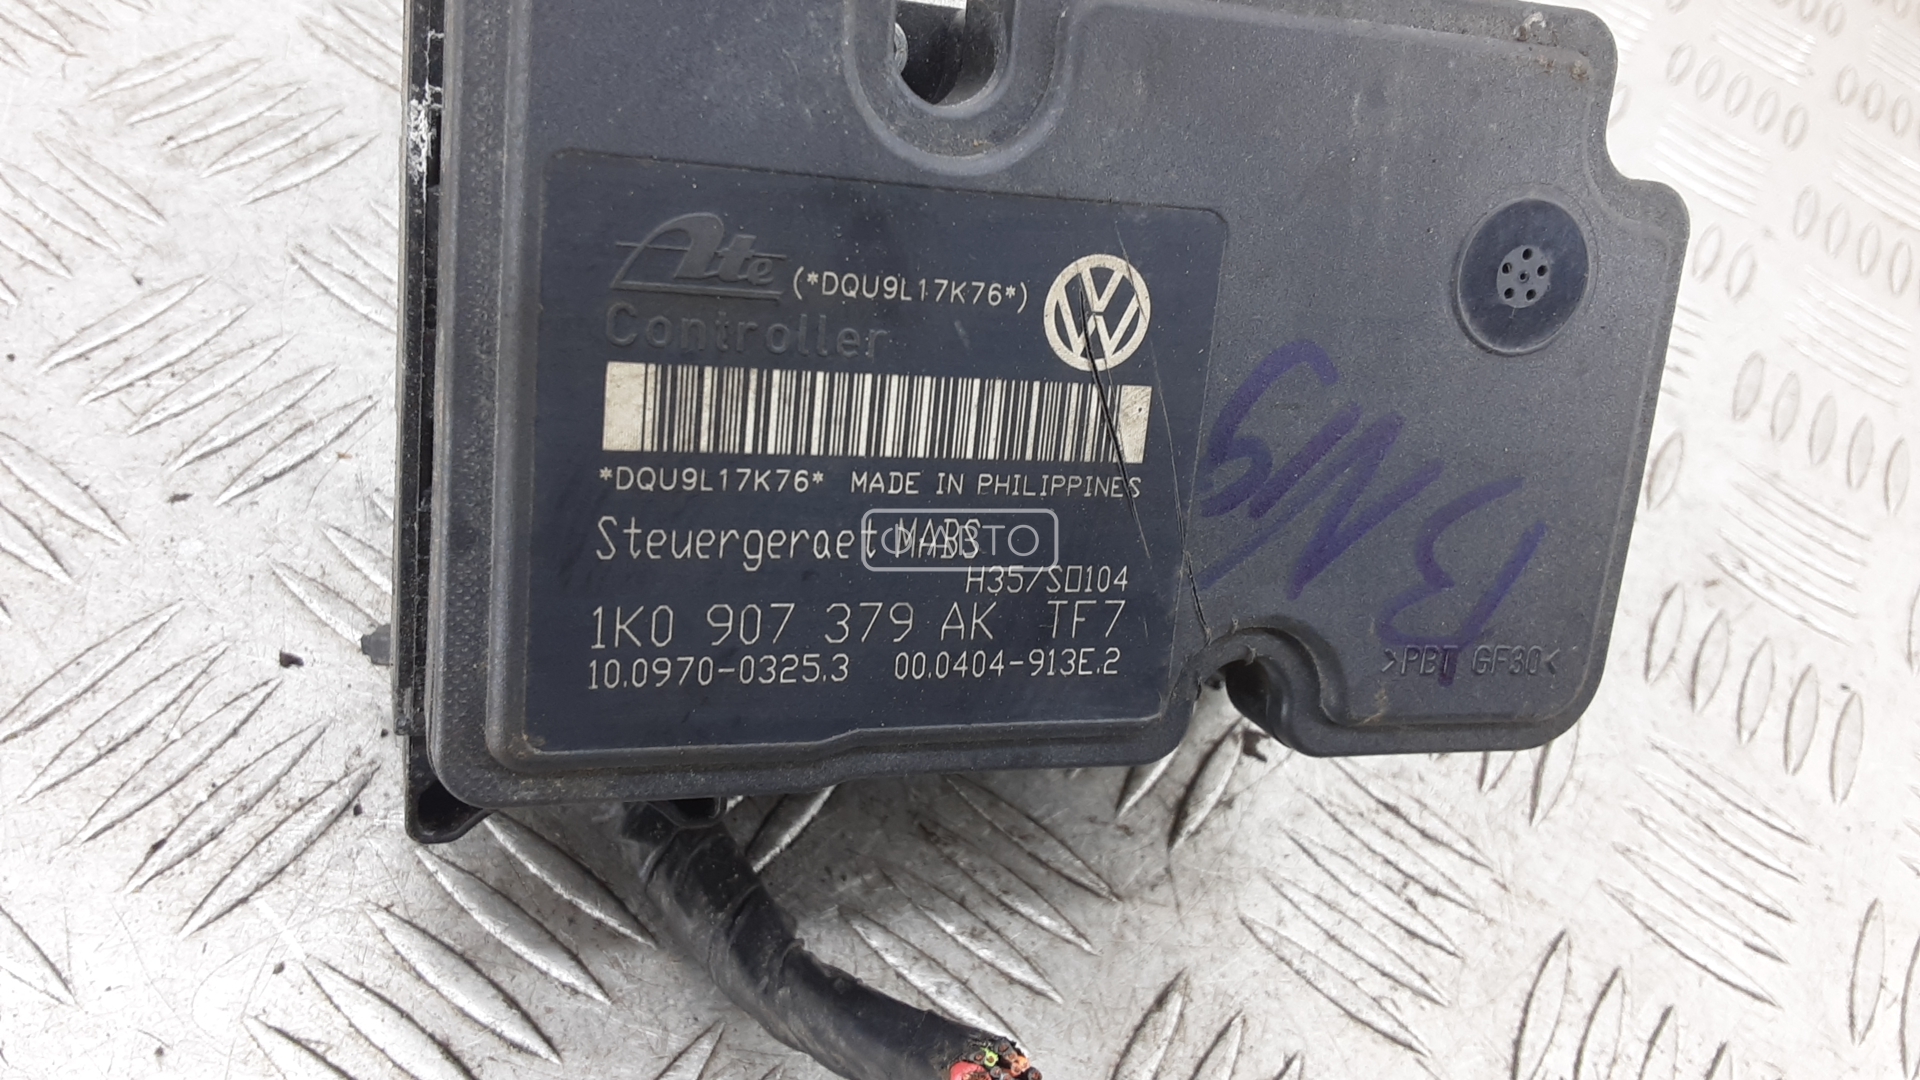 Ate (*DQU9L17K76*)
Controller
*DQU9L17K76* MADE IN PHILIPPINES
Steuergeraet MABS
H35/S0104
1K0 907 379 AK TF7
10.0970-0325.3 00.0404-913E.2
>PBT GF30<